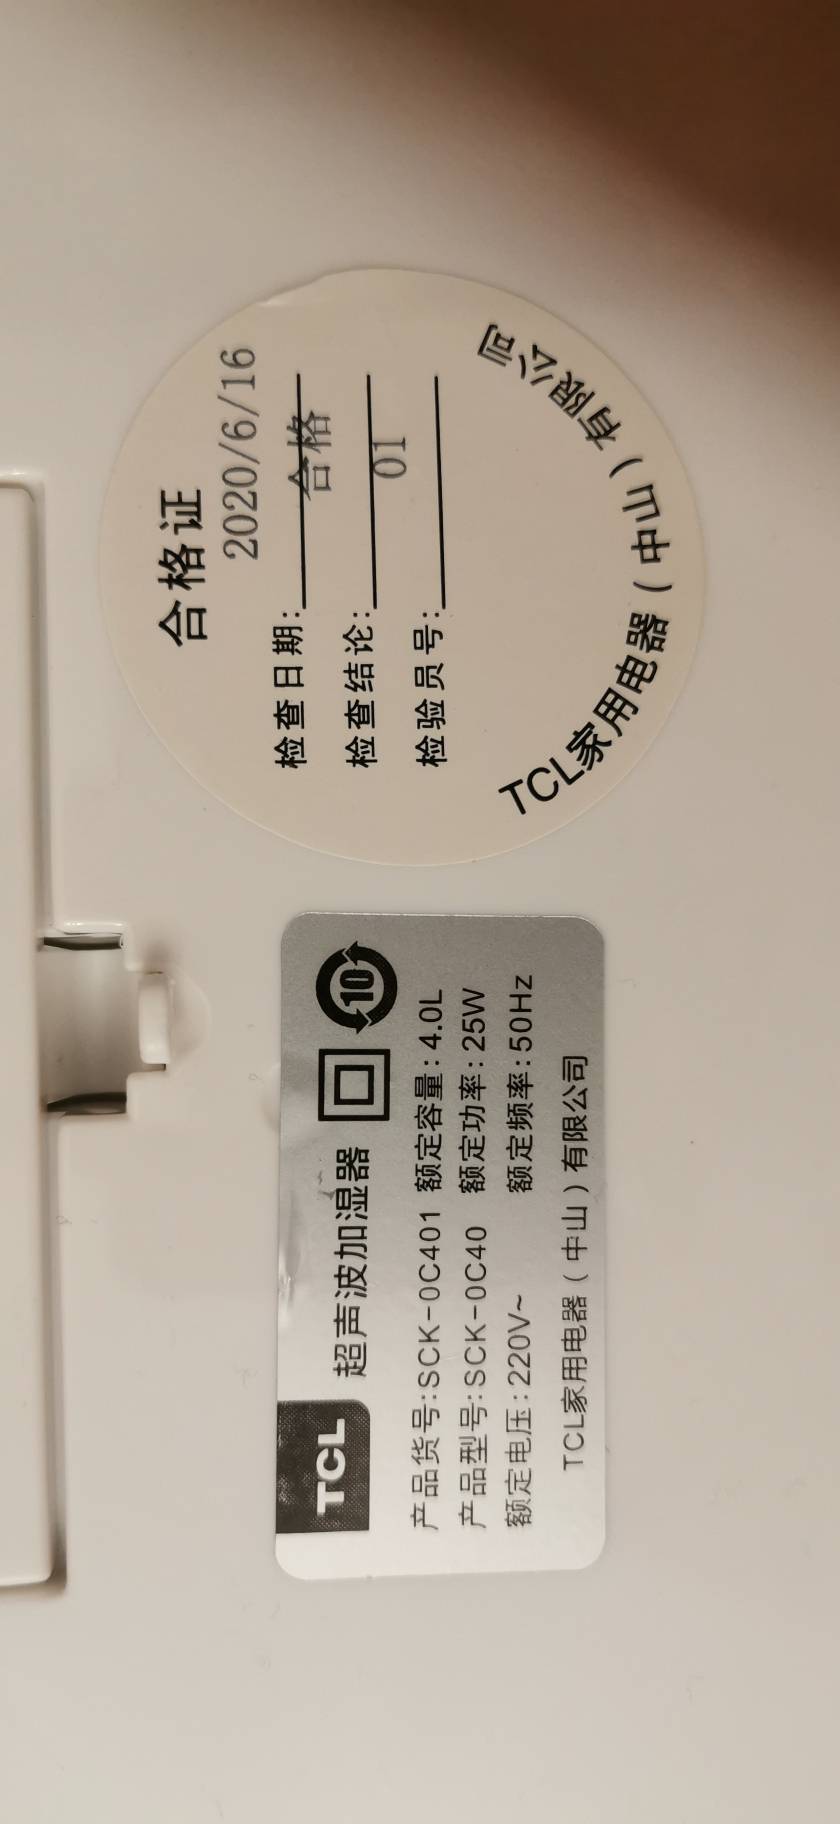 合格证
检查日期:2020/6/16
检查结论:合格
检验员号:01
TCL家用电器(中山)有限公司
TCL 超声波加湿器 10
产品货号:SCK-0C401 额定容量:4.0L
产品型号:SCK-0C40 额定功率:25W
额定电压:220V~ 额定频率:50Hz
TCL家用电器(中山)有限公司